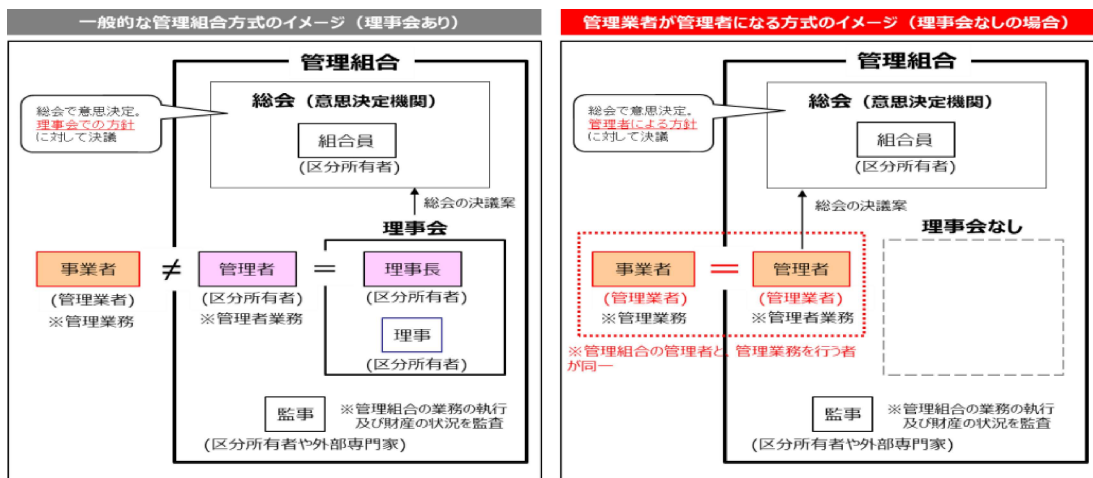 一般的な管理組合方式のイメージ（理事会あり）
管理組合
総会（意思決定機関）
総会で意思決定。
理事会での方針
に対して決議
組合員
(区分所有者)
総会の決議案
理事会
事業者
≠
管理者
＝
理事長
(管理業者)
(区分所有者)
(区分所有者)
※管理業務
※管理者業務
理事
(区分所有者)
監事
※管理組合の業務の執行
及び財産の状況を監査
(区分所有者や外部専門家)
管理業者が管理者になる方式のイメージ（理事会なしの場合）
管理組合
総会（意思決定機関）
総会で意思決定。
管理者による方針
に対して決議
組合員
(区分所有者)
総会の決議案
理事会なし
事業者
＝
管理者
(管理業者)
(管理業者)
※管理業務
※管理者業務
※管理組合の管理者と、管理業務を行う者
が同一
監事
※管理組合の業務の執行
及び財産の状況を監査
(区分所有者や外部専門家)